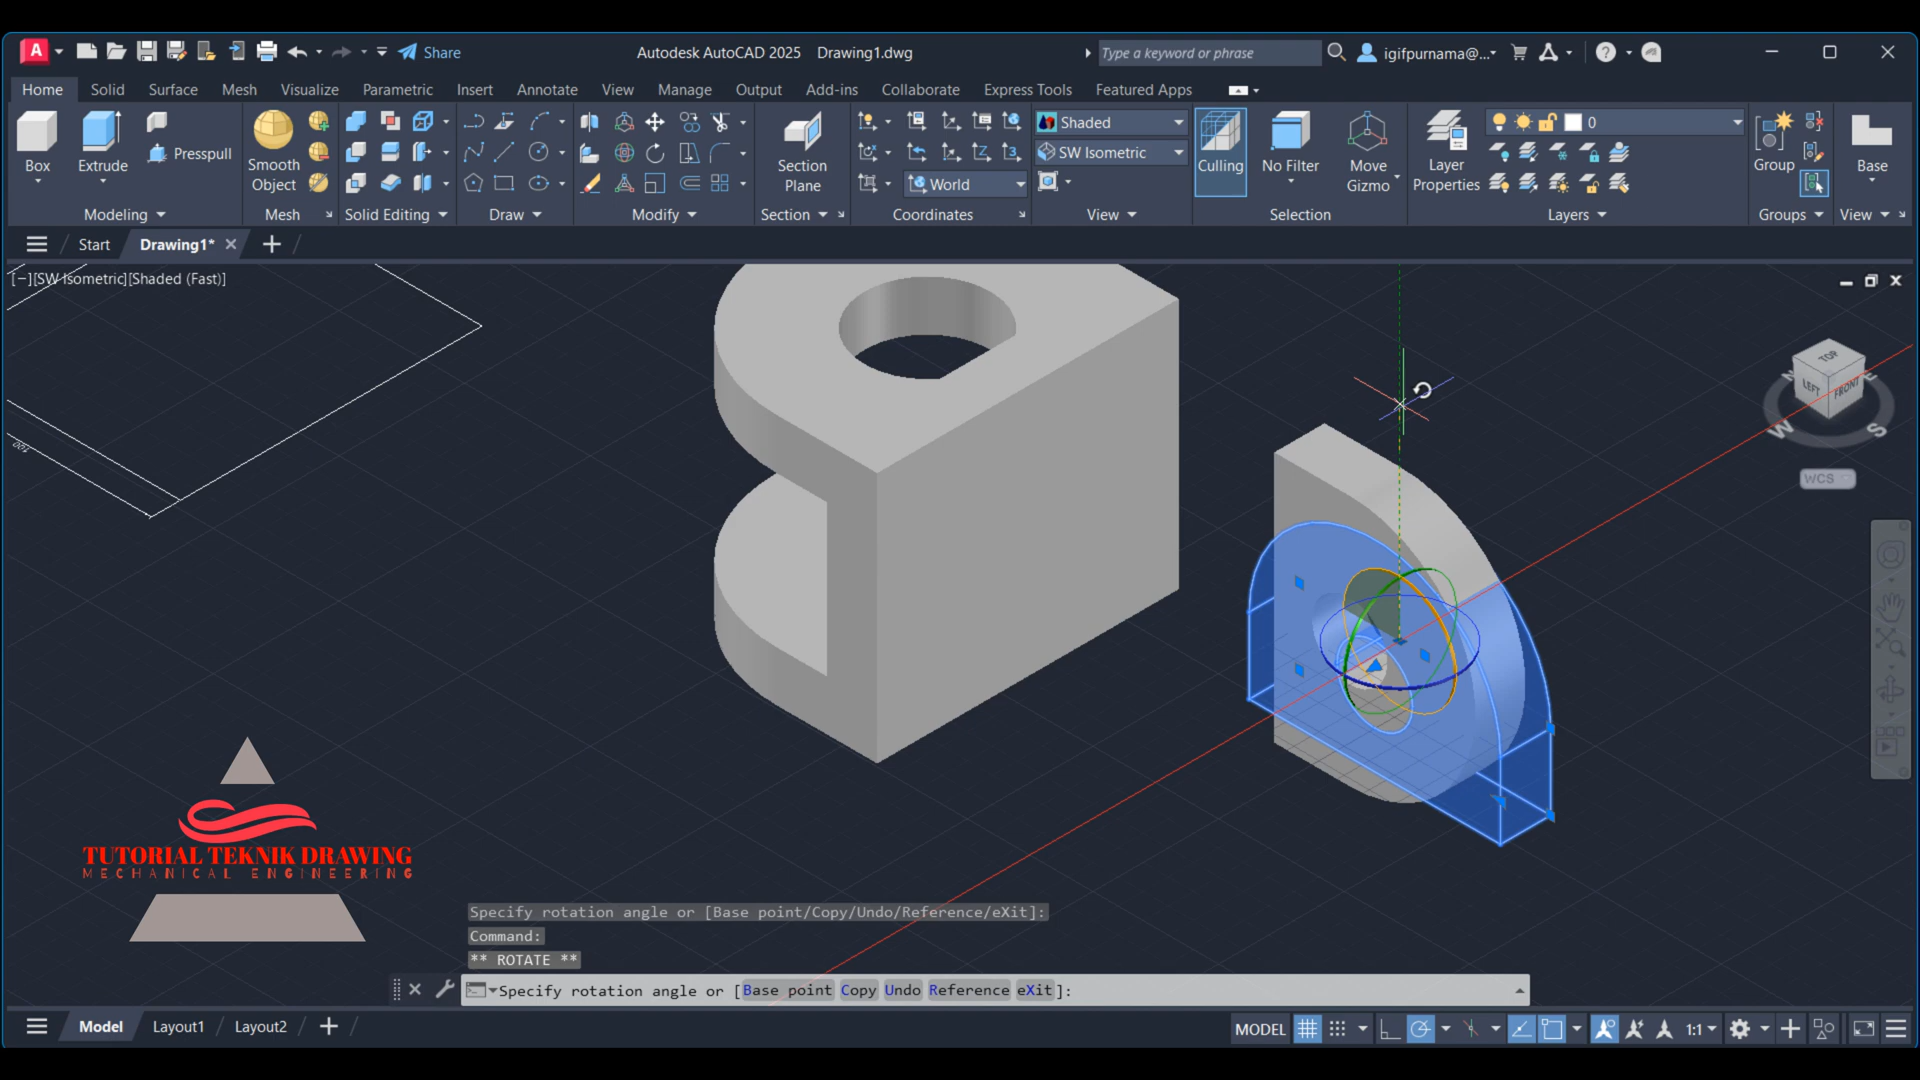 Share
Autodesk AutoCAD 2025 Drawing1.dwg
Type a keyword or phrase
igifpurnama@...
Home Solid Surface Mesh Visualize Parametric Insert Annotate View Manage Output Add-ins Collaborate Express Tools Featured Apps
Box
Extrude
Presspull
Smooth
Object
Section
Plane
World
Shaded
SW Isometric
Culling
No Filter
Move
Gizmo
Layer
Properties
0
Group
Base
Modeling Mesh Solid Editing Draw Modify Section Coordinates View Selection Layers Groups View
Start Drawing1*
[−][SW Isometric][Shaded (Fast)]
TOP
LEFT
FRONT
N
E
W
S
WCS
100
TUTORIAL TEKNIK DRAWING
MECHANICAL ENGINEERING
Specify rotation angle or [Base point/Copy/Undo/Reference/eXit]:
Command:
** ROTATE **
Specify rotation angle or [Base point Copy Undo Reference eXit]:
Model Layout1 Layout2
MODEL
1:1